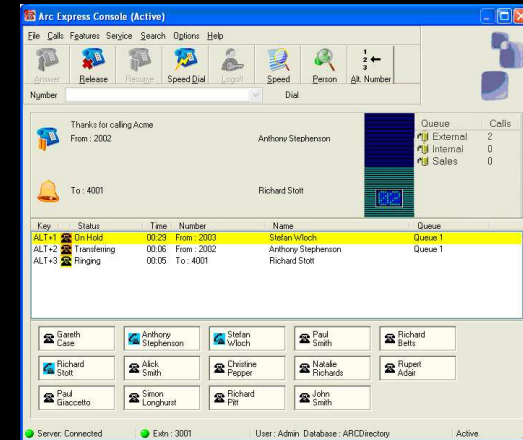 Arc Express Console (Active)
File Calls Features Service Search Options Help
Answer Release Resume Speed Dial Logoff Speed Person Alt. Number
1
2
3
Number Dial
Thanks for calling Acme
From : 2002 Anthony Stephenson
To : 4001 Richard Stott
02
Queue Calls
External 2
Internal 0
Sales 0
Key Status Time Number Name Queue
ALT+1 On Hold 00:29 From : 2003 Stefan Wloch Queue 1
ALT+2 Transferring 00:06 From : 2002 Anthony Stephenson Queue 1
ALT+3 Ringing 00:05 To : 4001 Richard Stott
Gareth Case
Anthony Stephenson
Stefan Wloch
Paul Smith
Richard Betts
Richard Stott
Alick Smith
Christine Pepper
Natalie Richards
Rupert Adair
Paul Giaccetto
Simon Longhurst
Richard Pitt
John Smith
Server: Connected Extn : 3001 User : Admin Database : ARCDirectory Active